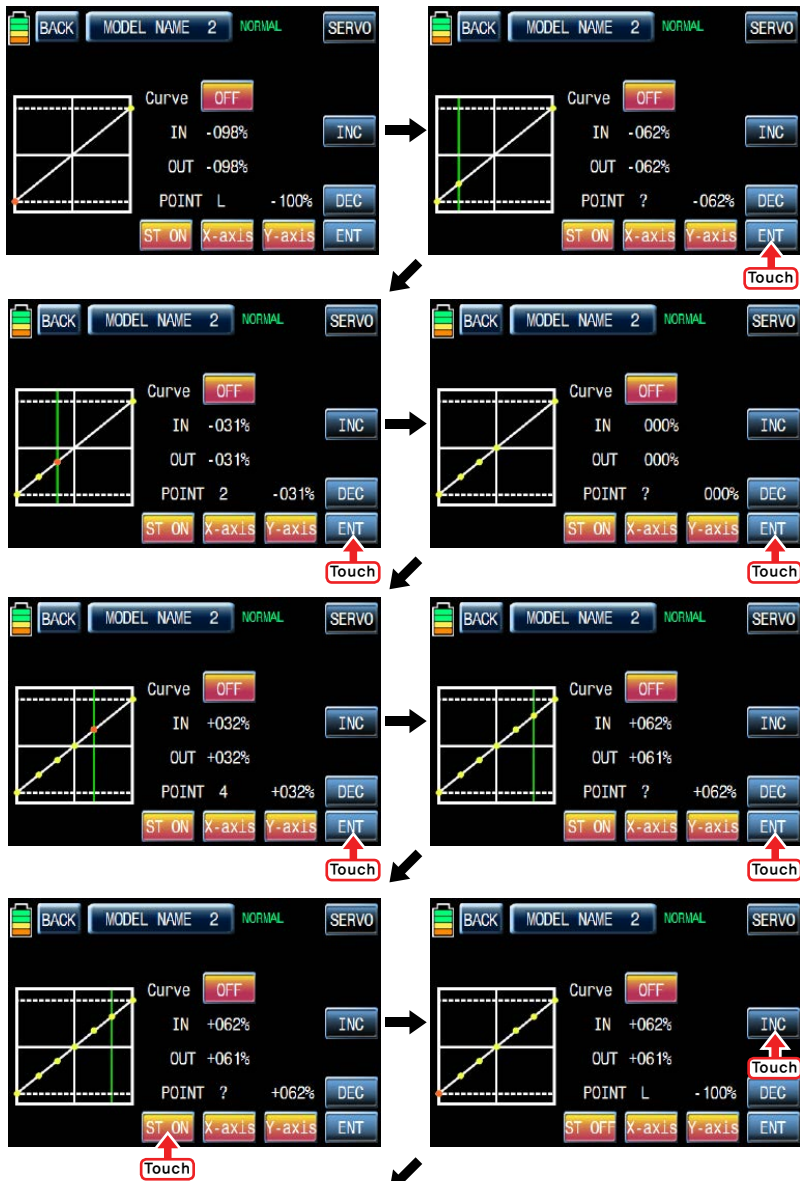 BACK MODEL NAME 2 NORMAL SERVO
Curve OFF
IN -098% INC
OUT -098%
POINT L -100% DEC
ST ON X-axis Y-axis ENT
BACK MODEL NAME 2 NORMAL SERVO
Curve OFF
IN -062% INC
OUT -062%
POINT ? -062% DEC
ST ON X-axis Y-axis ENT
Touch
BACK MODEL NAME 2 NORMAL SERVO
Curve OFF
IN -031% INC
OUT -031%
POINT 2 -031% DEC
ST ON X-axis Y-axis ENT
Touch
BACK MODEL NAME 2 NORMAL SERVO
Curve OFF
IN 000% INC
OUT 000%
POINT ? 000% DEC
ST ON X-axis Y-axis ENT
Touch
BACK MODEL NAME 2 NORMAL SERVO
Curve OFF
IN +032% INC
OUT +032%
POINT 4 +032% DEC
ST ON X-axis Y-axis ENT
Touch
BACK MODEL NAME 2 NORMAL SERVO
Curve OFF
IN +062% INC
OUT +061%
POINT ? +062% DEC
ST ON X-axis Y-axis ENT
Touch
BACK MODEL NAME 2 NORMAL SERVO
Curve OFF
IN +062% INC
OUT +061%
POINT ? +062% DEC
ST ON X-axis Y-axis ENT
Touch
BACK MODEL NAME 2 NORMAL SERVO
Curve OFF
IN +062% INC
OUT +061%
Touch
POINT L -100% DEC
ST OFF X-axis Y-axis ENT